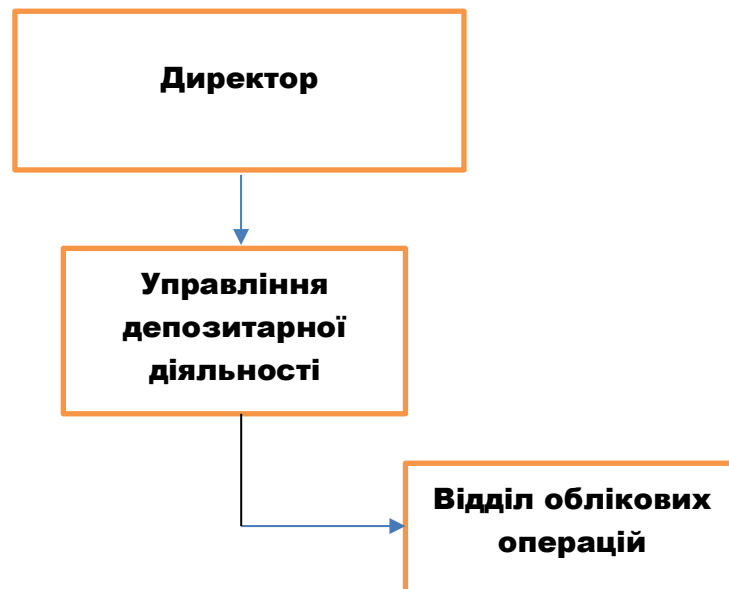 Директор
Управління
депозитарної
діяльності
Відділ облікових
операцій